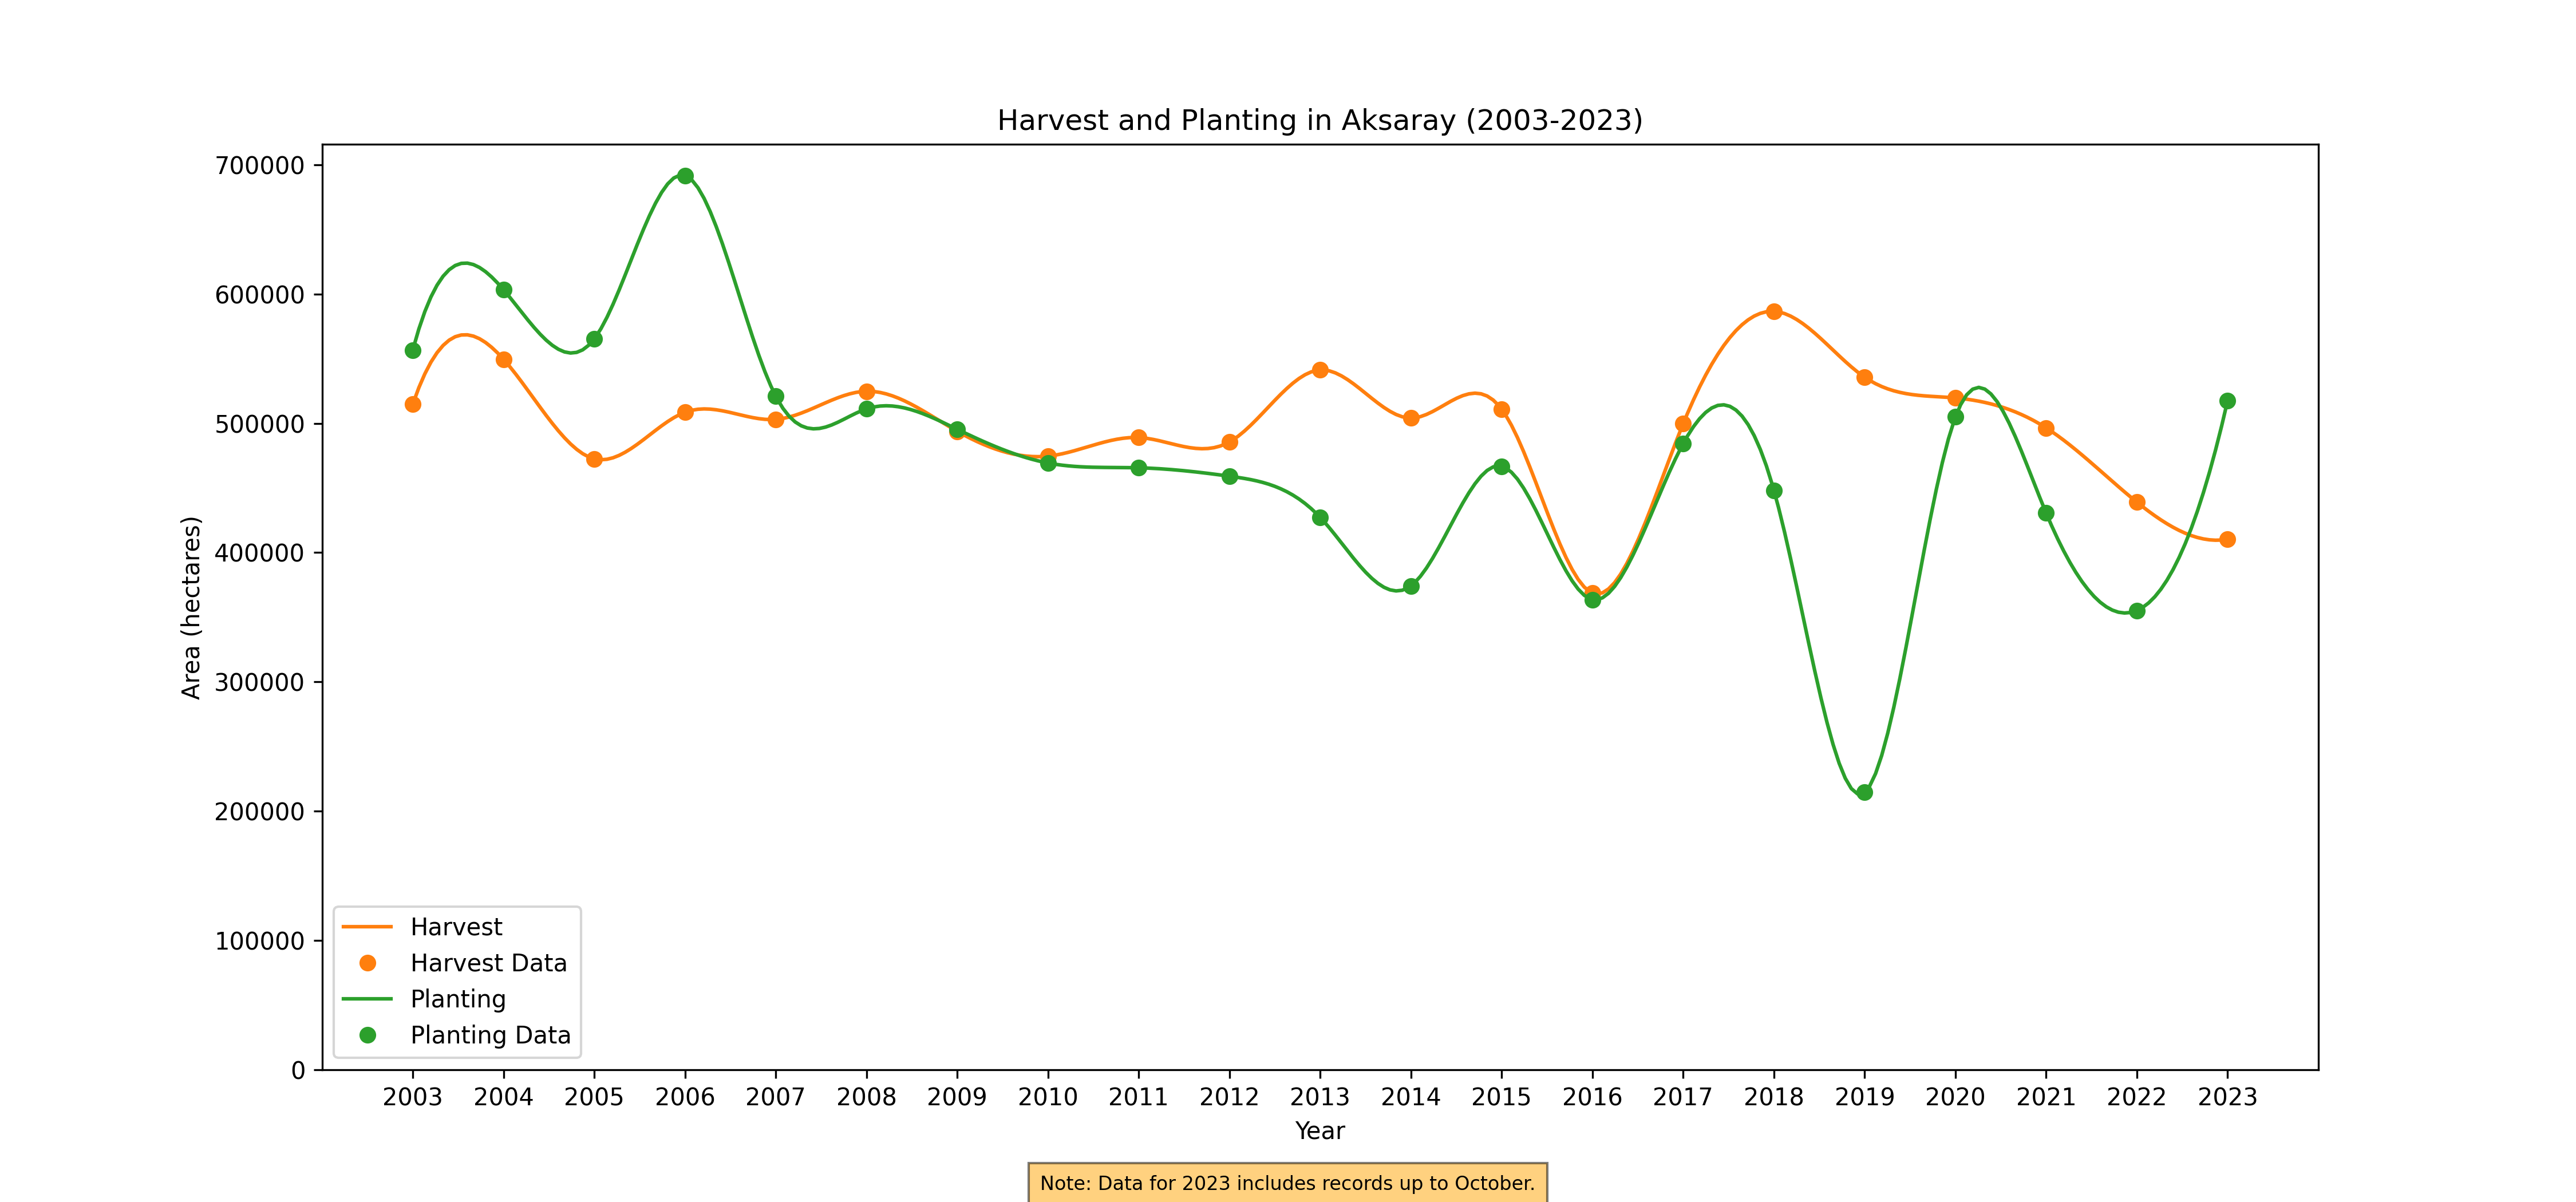 Harvest and Planting in Aksaray (2003-2023)
700000
600000
500000
400000
300000
200000
100000
0
Area (hectares)
Harvest
Harvest Data
Planting
Planting Data
2003 2004 2005 2006 2007 2008 2009 2010 2011 2012 2013 2014 2015 2016 2017 2018 2019 2020 2021 2022 2023
Year
Note: Data for 2023 includes records up to October.